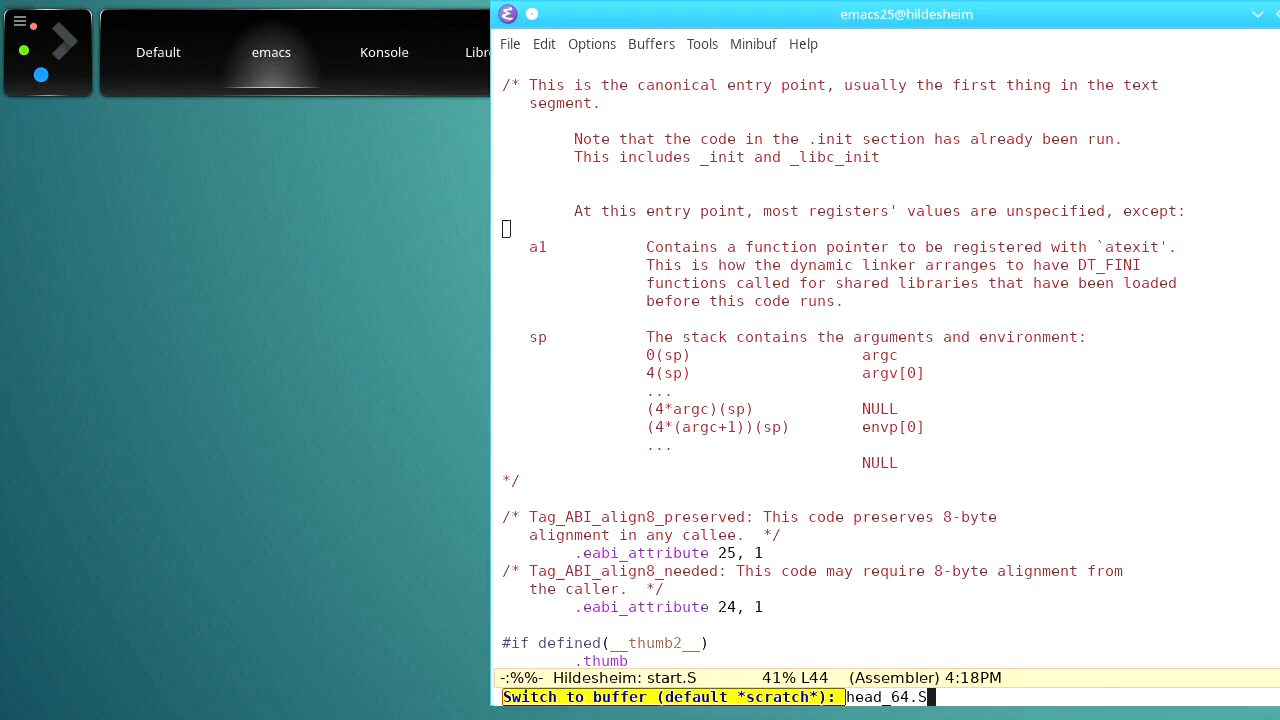 Default
emacs
Konsole
Libr
emacs25@hildesheim
File Edit Options Buffers Tools Minibuf Help
/* This is the canonical entry point, usually the first thing in the text
segment.
Note that the code in the .init section has already been run.
This includes _init and _libc_init
At this entry point, most registers' values are unspecified, except:
a1 Contains a function pointer to be registered with `atexit'.
This is how the dynamic linker arranges to have DT_FINI
functions called for shared libraries that have been loaded
before this code runs.
sp The stack contains the arguments and environment:
0(sp) argc
4(sp) argv[0]
...
(4*argc)(sp) NULL
(4*(argc+1))(sp) envp[0]
...
NULL
*/
/* Tag_ABI_align8_preserved: This code preserves 8-byte
alignment in any callee.  */
.eabi_attribute 25, 1
/* Tag_ABI_align8_needed: This code may require 8-byte alignment from
the caller.  */
.eabi_attribute 24, 1
#if defined(__thumb2__)
.thumb
-:%%-  Hildesheim: start.S 41% L44 (Assembler) 4:18PM
Switch to buffer (default *scratch*): head_64.S